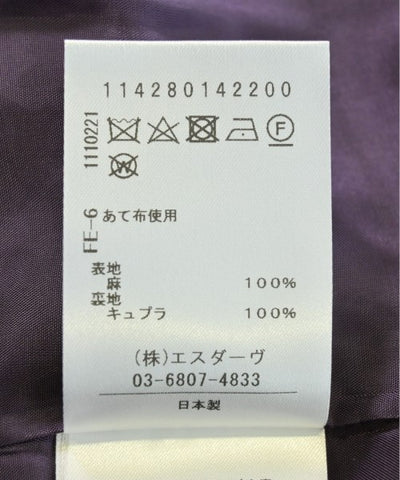 114280142200
1110221
F
W
FE-6 あて布使用
表地
麻 100%
裏地
キュプラ 100%
(株)エスダーヴ
03-6807-4833
日本製